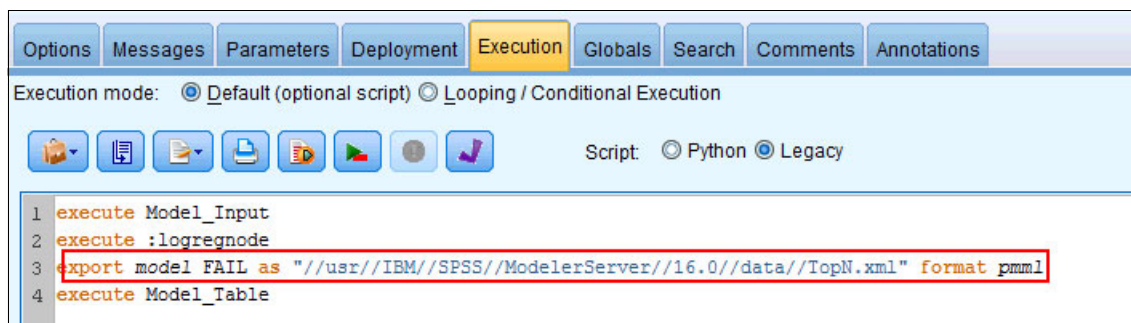 Options Messages Parameters Deployment Execution Globals Search Comments Annotations
Execution mode: Default (optional script) Looping / Conditional Execution
Script: Python Legacy
1 execute Model_Input
2 execute :logregnode
3 export model FAIL as "//usr//IBM//SPSS//ModelerServer//16.0//data//TopN.xml" format pmml
4 execute Model_Table